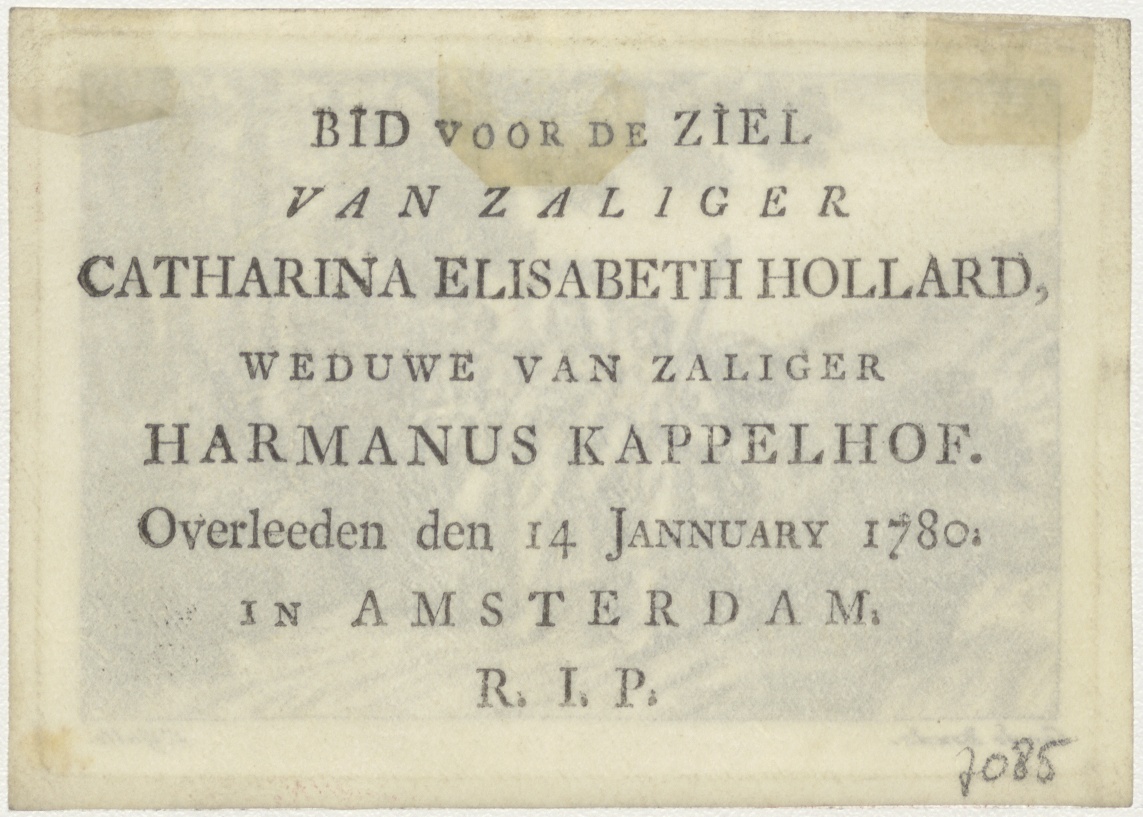 BID VOOR DE ZIEL
VAN ZALIGER
CATHARINA ELISABETH HOLLARD,
WEDUWE VAN ZALIGER
HARMANUS KAPPELHOF.
Overleeden den 14 JANNUARY 1780.
IN AMSTERDAM.
R. I. P.
7085